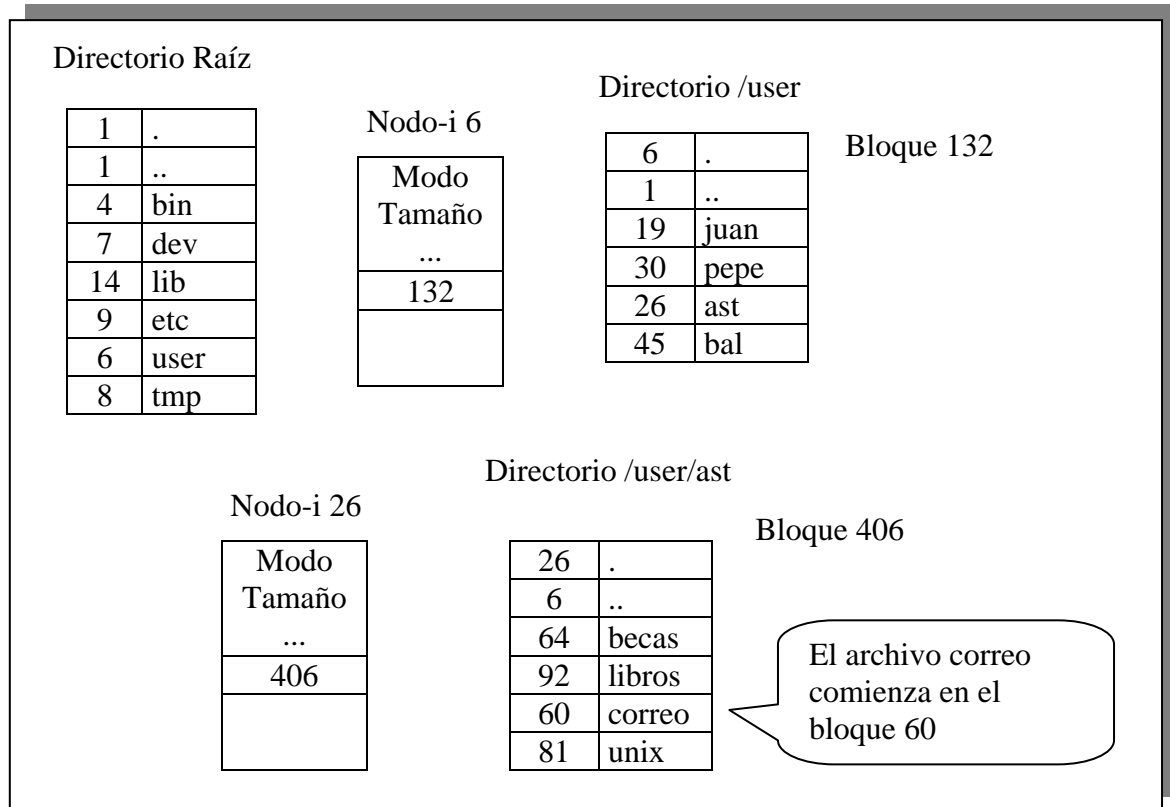 Directorio Raíz
1 .
1 ..
4 bin
7 dev
14 lib
9 etc
6 user
8 tmp
Nodo-i 6
Modo
Tamaño
...
132
Directorio /user
6 .
1 ..
19 juan
30 pepe
26 ast
45 bal
Bloque 132
Nodo-i 26
Modo
Tamaño
...
406
Directorio /user/ast
26 .
6 ..
64 becas
92 libros
60 correo
81 unix
Bloque 406
El archivo correo
comienza en el
bloque 60